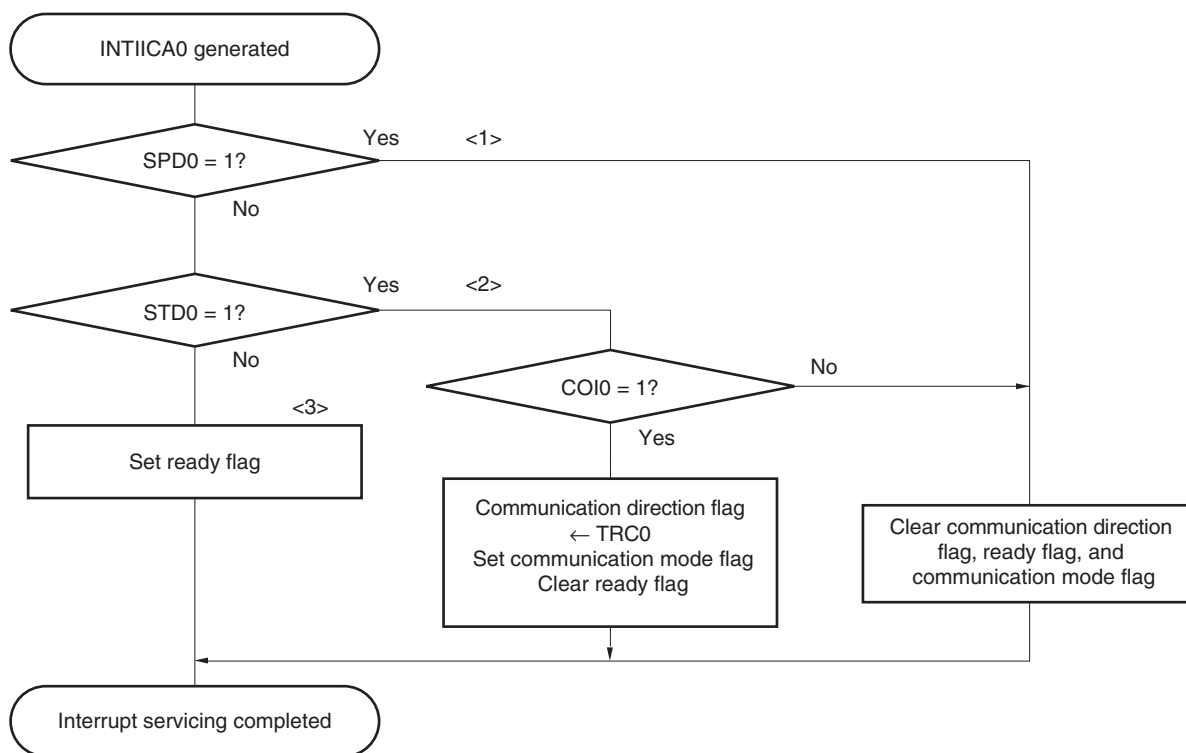 INTIICA0 generated
Yes
<1>
SPD0 = 1?
No
Yes
<2>
STD0 = 1?
No
COI0 = 1?
No
<3>
Yes
Set ready flag
Communication direction flag
← TRC0
Set communication mode flag
Clear ready flag
Clear communication direction
flag, ready flag, and
communication mode flag
Interrupt servicing completed